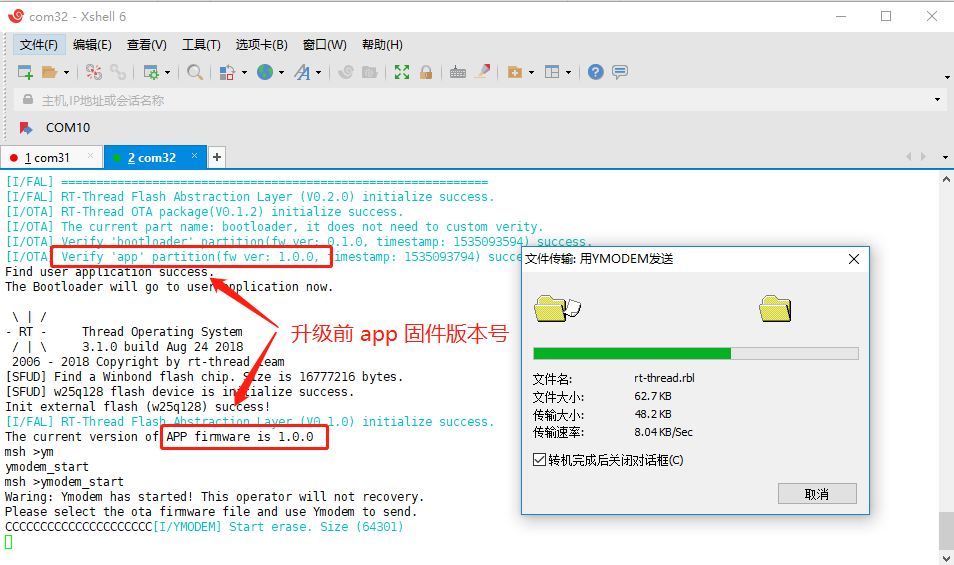 com32 - Xshell 6
文件(F) 编辑(E) 查看(V) 工具(T) 选项卡(B) 窗口(W) 帮助(H)
主机,IP地址或会话名称
COM10
1 com31 × 2 com32 × +
[I/FAL] =============================================================
[I/FAL] RT-Thread Flash Abstraction Layer (V0.2.0) initialize success.
[I/OTA] RT-Thread OTA package(V0.1.2) initialize success.
[I/OTA] The current part name: bootloader, it does not need to custom verity.
[I/OTA] Verify 'bootloader' partition(fw ver: 0.1.0, timestamp: 1535093594) success.
[I/OTA] Verify 'app' partition(fw ver: 1.0.0, timestamp: 1535093794) succe
Find user application success.
The Bootloader will go to user application now.
\ | /
- RT - Thread Operating System
/ | \ 3.1.0 build Aug 24 2018
2006 - 2018 Copyright by rt-thread team
[SFUD] Find a Winbond flash chip. Size is 16777216 bytes.
[SFUD] w25q128 flash device is initialize success.
Init external flash (w25q128) success!
[I/FAL] RT-Thread Flash Abstraction Layer (V0.1.0) initialize success.
The current version of APP firmware is 1.0.0
msh >ym
ymodem_start
msh >ymodem_start
Waring: Ymodem has started! This operator will not recovery.
Please select the ota firmware file and use Ymodem to send.
CCCCCCCCCCCCCCCCCCCCC[I/YMODEM] Start erase. Size (64301)
升级前 app 固件版本号
文件传输: 用YMODEM发送
文件名: rt-thread.rbl
文件大小: 62.7 KB
传输大小: 48.2 KB
传输速率: 8.04 KB/Sec
转机完成后关闭对话框(C)
取消